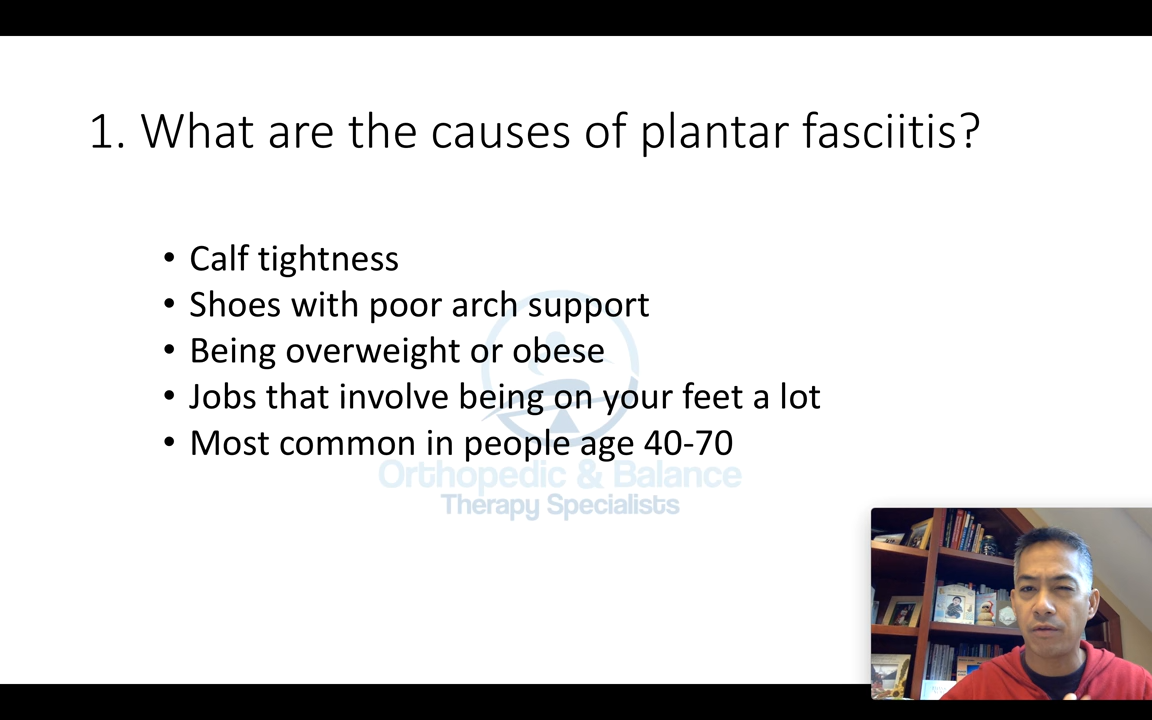 1. What are the causes of plantar fasciitis?
• Calf tightness
• Shoes with poor arch support
• Being overweight or obese
• Jobs that involve being on your feet a lot
• Most common in people age 40-70
Orthopedic & Balance
Therapy Specialists